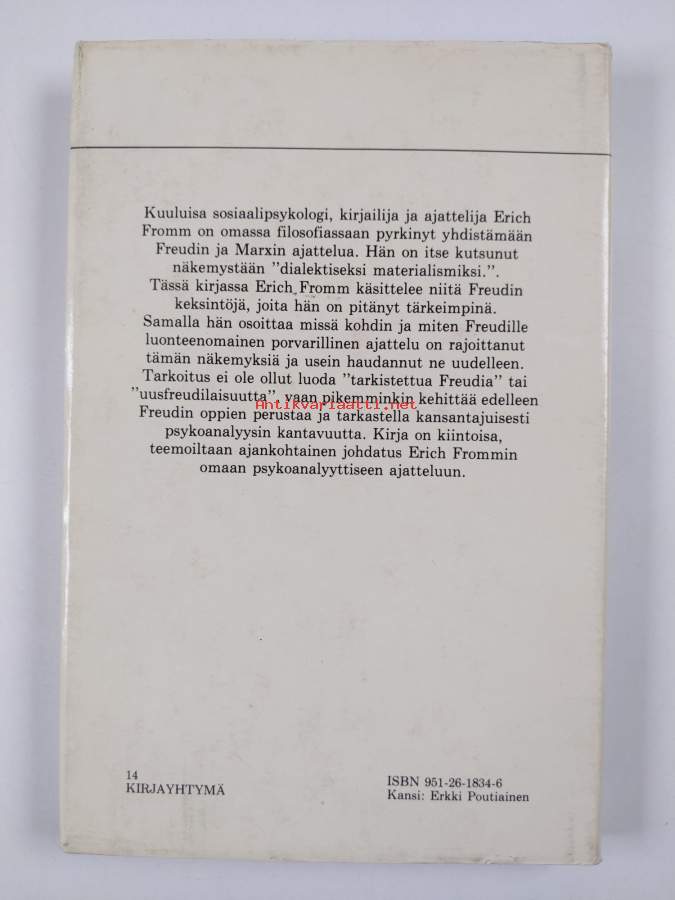 Kuuluisa sosiaalipsykologi, kirjailija ja ajattelija Erich
Fromm on omassa filosofiassaan pyrkinyt yhdistämään
Freudin ja Marxin ajattelua. Hän on itse kutsunut
näkemystään "dialektiseksi materialismiksi.".
Tässä kirjassa Erich Fromm käsittelee niitä Freudin
keksintöjä, joita hän on pitänyt tärkeimpinä.
Samalla hän osoittaa missä kohdin ja miten Freudille
luonteenomainen porvarillinen ajattelu on rajoittanut
tämän näkemyksiä ja usein haudannut ne uudelleen.
Tarkoitus ei ole ollut luoda "tarkistettua Freudia" tai
"uusfreudilaisuutta", vaan pikemminkin kehittää edelleen
Antikvariaatti.net
Freudin oppien perustaa ja tarkastella kansantajuisesti
psykoanalyysin kantavuutta. Kirja on kiintoisa,
teemoiltaan ajankohtainen johdatus Erich Frommin
omaan psykoanalyyttiseen ajatteluun.
14
KIRJAYHTYMÄ
ISBN 951-26-1834-6
Kansi: Erkki Poutiainen